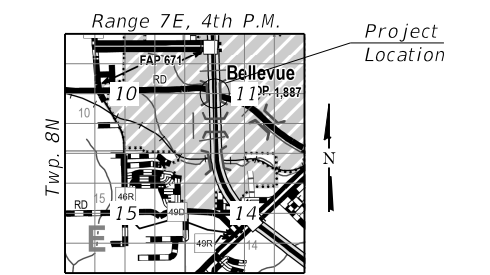 Range 7E, 4th P.M.
Project
Location
FAP 671
Bellevue
RD
POP. 1,887
10
11
10
Twp. 8N
N
15
46R
RD
15
49D
14
E
49R
14